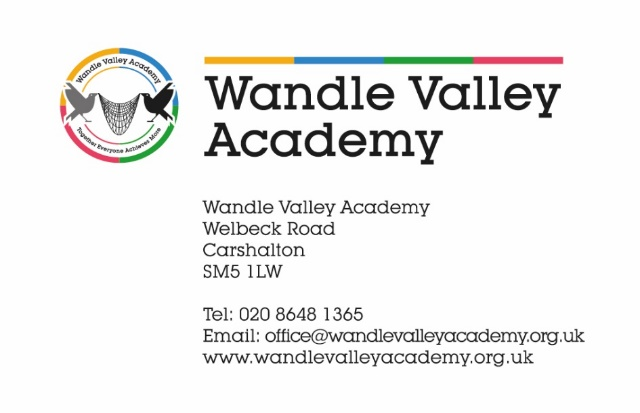 Wandle Valley Academy
Together Everyone Achieves More
Wandle Valley
Academy
Wandle Valley Academy
Welbeck Road
Carshalton
SM5 1LW
Tel: 020 8648 1365
Email: office@wandlevalleyacademy.org.uk
www.wandlevalleyacademy.org.uk